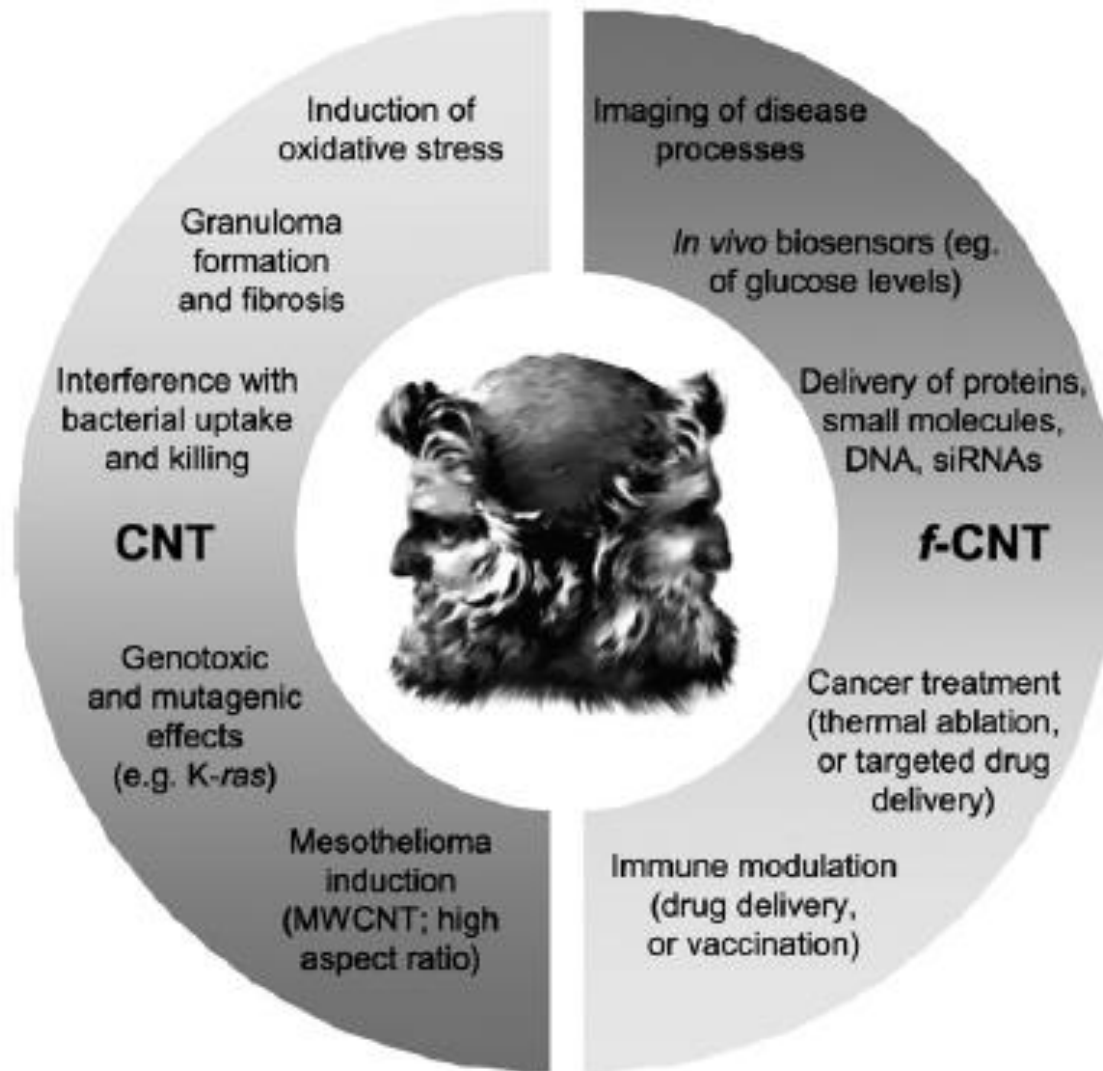 Induction of
oxidative stress
Granuloma
formation
and fibrosis
Interference with
bacterial uptake
and killing
CNT
Genotoxic
and mutagenic
effects
(e.g. K-ras)
Mesothelioma
induction
(MWCNT; high
aspect ratio)
Imaging of disease
processes
In vivo biosensors (eg.
of glucose levels)
Delivery of proteins,
small molecules,
DNA, siRNAs
f-CNT
Cancer treatment
(thermal ablation,
or targeted drug
delivery)
Immune modulation
(drug delivery,
or vaccination)